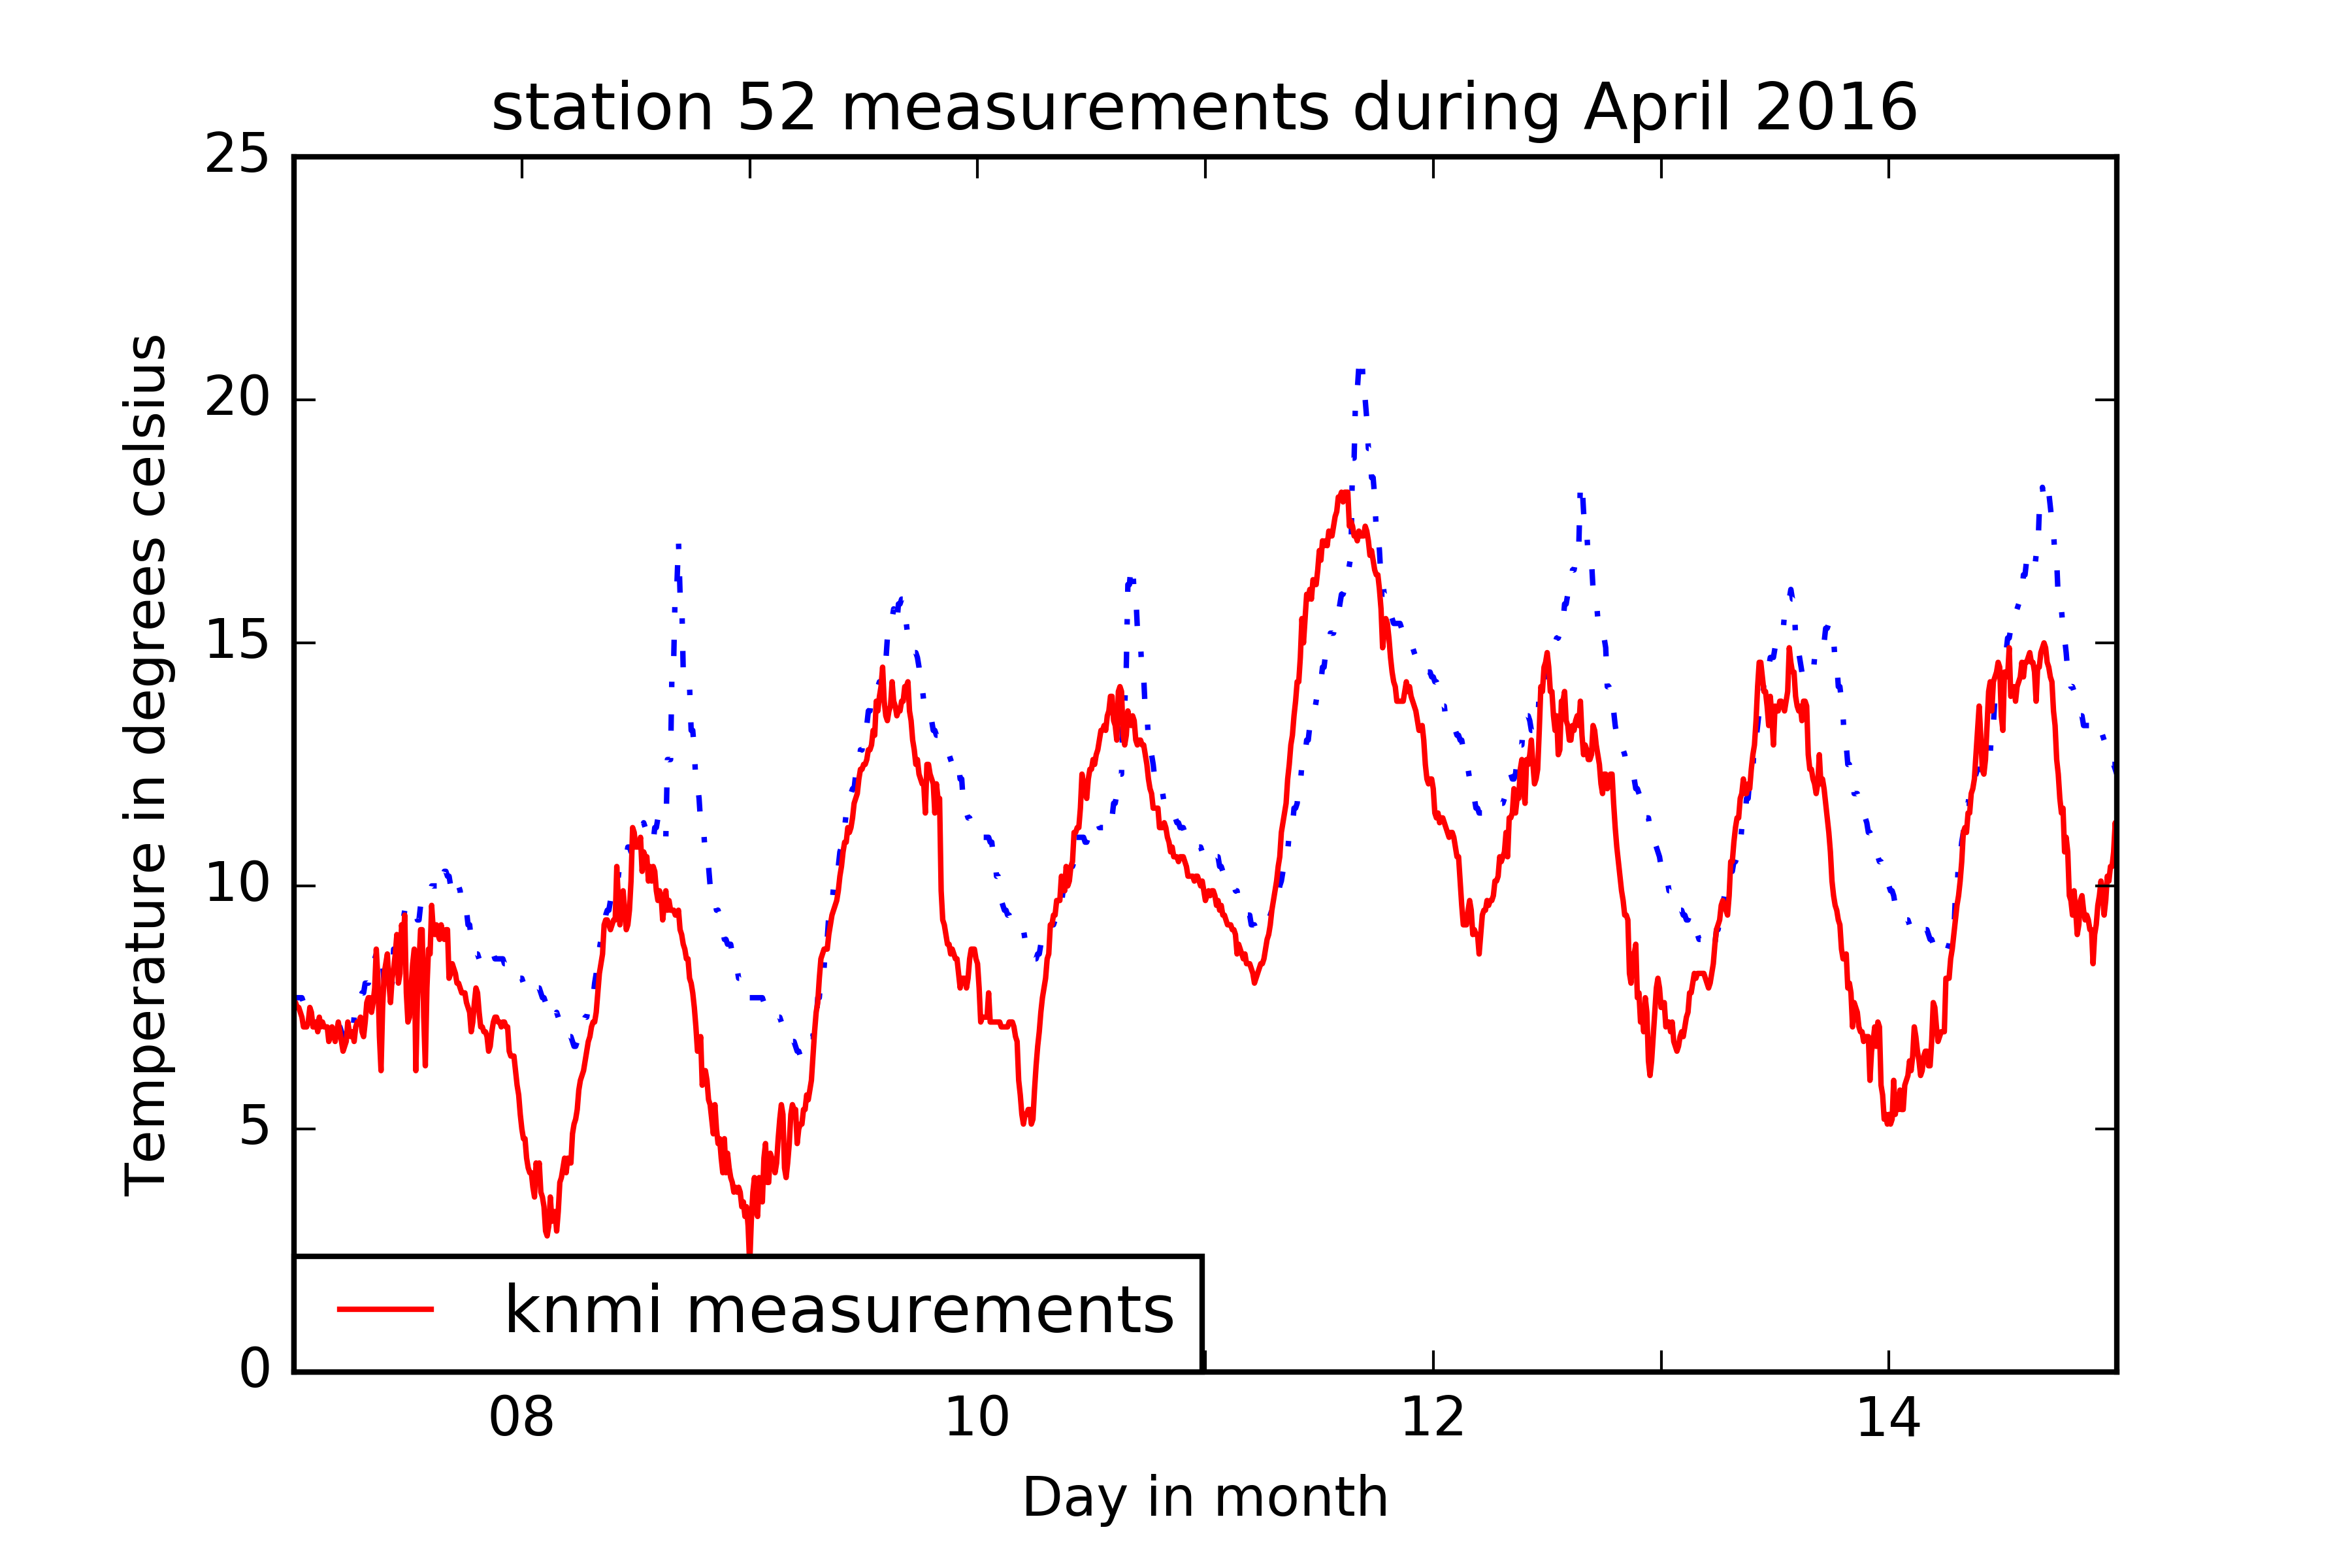 station 52 measurements during April 2016
25
20
15
10
5
0
Temperature in degrees celsius
knmi measurements
08 10 12 14
Day in month